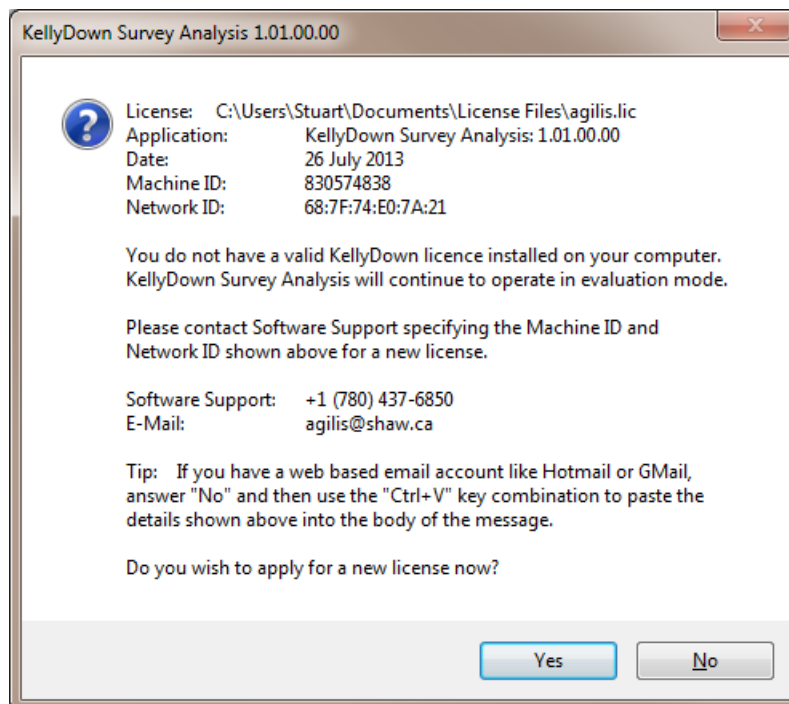 KellyDown Survey Analysis 1.01.00.00
License: C:\Users\Stuart\Documents\License Files\agilis.lic
Application: KellyDown Survey Analysis: 1.01.00.00
Date: 26 July 2013
Machine ID: 830574838
Network ID: 68:7F:74:E0:7A:21
You do not have a valid KellyDown licence installed on your computer.
KellyDown Survey Analysis will continue to operate in evaluation mode.
Please contact Software Support specifying the Machine ID and
Network ID shown above for a new license.
Software Support: +1 (780) 437-6850
E-Mail: agilis@shaw.ca
Tip: If you have a web based email account like Hotmail or GMail,
answer "No" and then use the "Ctrl+V" key combination to paste the
details shown above into the body of the message.
Do you wish to apply for a new license now?
Yes No